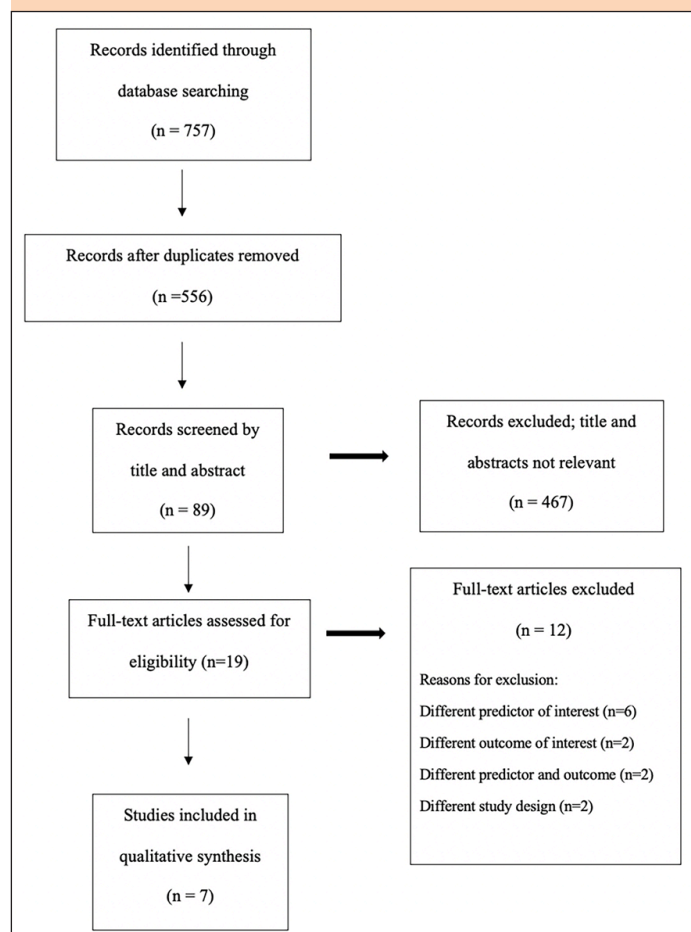 Records identified through
database searching
(n = 757)
Records after duplicates removed
(n =556)
Records screened by
title and abstract
(n = 89)
Records excluded; title and
abstracts not relevant
(n = 467)
Full-text articles assessed for
eligibility (n=19)
Full-text articles excluded
(n = 12)
Reasons for exclusion:
Different predictor of interest (n=6)
Different outcome of interest (n=2)
Different predictor and outcome (n=2)
Different study design (n=2)
Studies included in
qualitative synthesis
(n = 7)